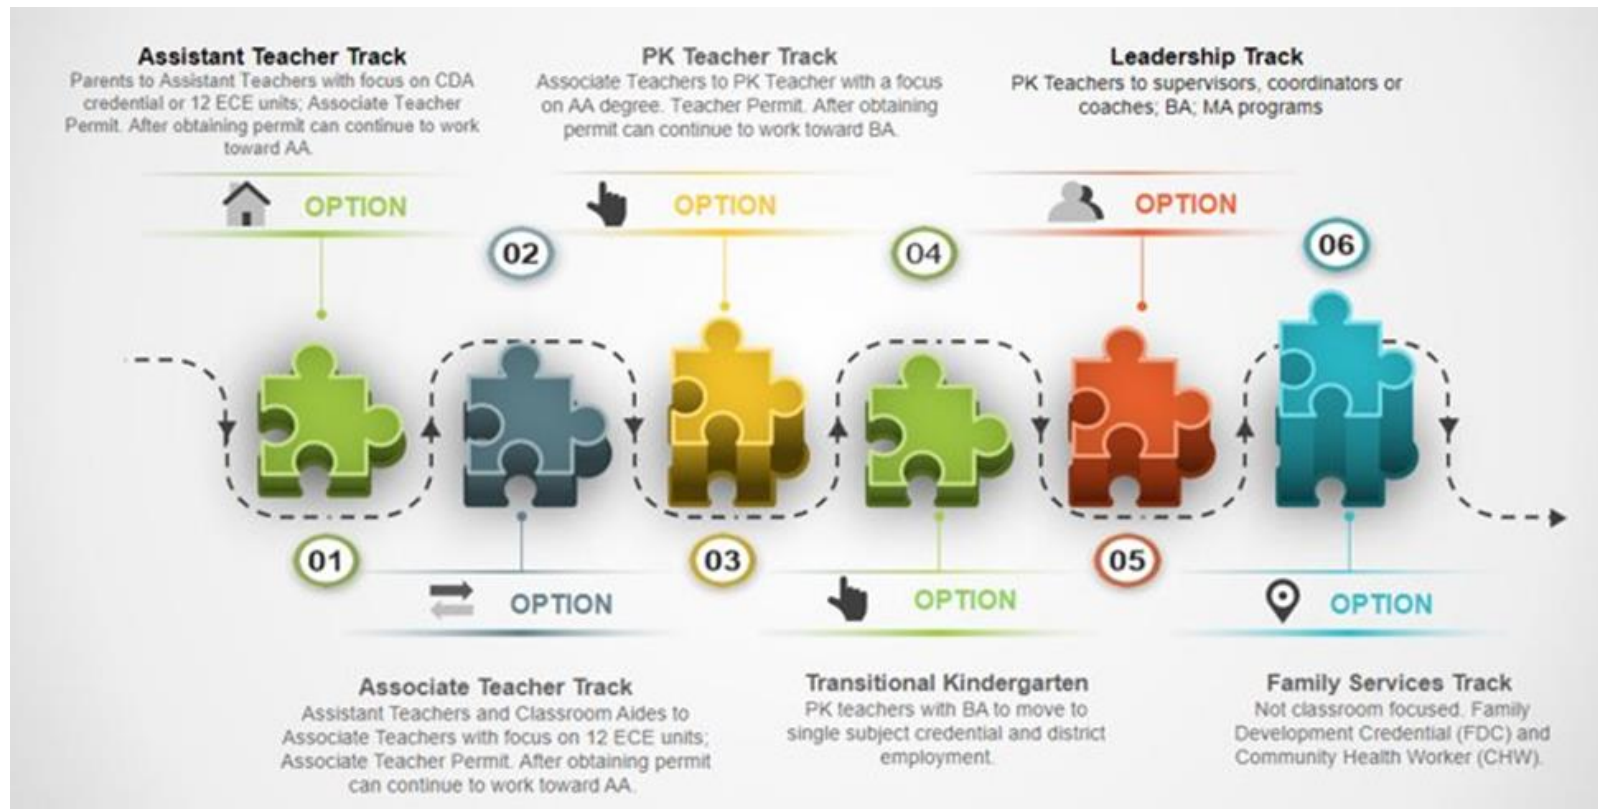 Assistant Teacher Track
Parents to Assistant Teachers with focus on CDA
credential or 12 ECE units; Associate Teacher
Permit. After obtaining permit can continue to work
toward AA.
OPTION
01
02
OPTION
Associate Teacher Track
Assistant Teachers and Classroom Aides to
Associate Teachers with focus on 12 ECE units;
Associate Teacher Permit. After obtaining permit
can continue to work toward AA.
PK Teacher Track
Associate Teachers to PK Teacher with a focus
on AA degree. Teacher Permit. After obtaining
permit can continue to work toward BA.
OPTION
03
04
OPTION
Transitional Kindergarten
PK teachers with BA to move to
single subject credential and district
employment.
Leadership Track
PK Teachers to supervisors, coordinators or
coaches; BA; MA programs
OPTION
05
06
OPTION
Family Services Track
Not classroom focused. Family
Development Credential (FDC) and
Community Health Worker (CHW).